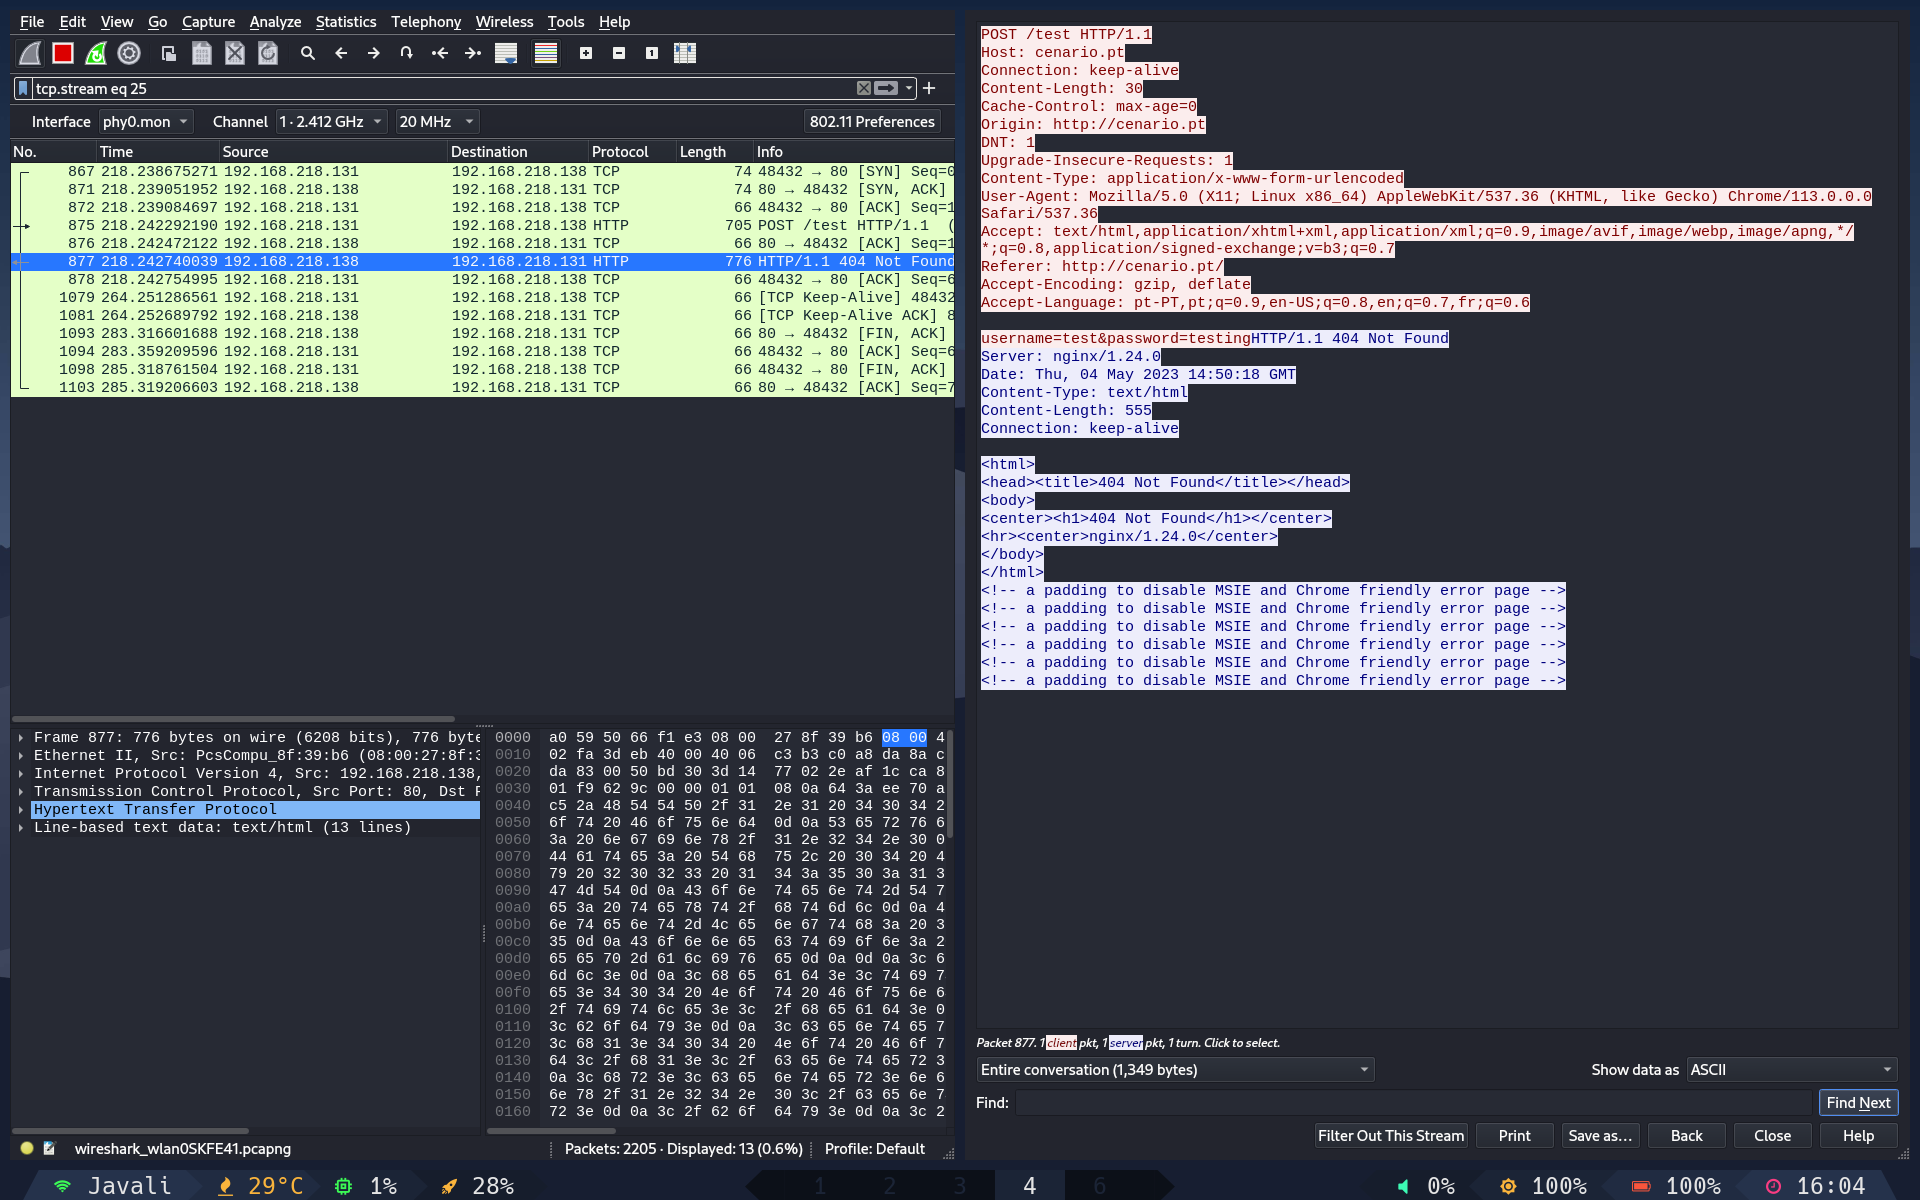 File Edit View Go Capture Analyze Statistics Telephony Wireless Tools Help
tcp.stream eq 25
Interface phy0.mon Channel 1 · 2.412 GHz 20 MHz 802.11 Preferences
No. Time Source Destination Protocol Length Info
867 218.238675271 192.168.218.131 192.168.218.138 TCP 74 48432 → 80 [SYN] Seq=0
871 218.239051952 192.168.218.138 192.168.218.131 TCP 74 80 → 48432 [SYN, ACK]
872 218.239084697 192.168.218.131 192.168.218.138 TCP 66 48432 → 80 [ACK] Seq=1
875 218.242292190 192.168.218.131 192.168.218.138 HTTP 705 POST /test HTTP/1.1 (
876 218.242472122 192.168.218.138 192.168.218.131 TCP 66 80 → 48432 [ACK] Seq=1
877 218.242740039 192.168.218.138 192.168.218.131 HTTP 776 HTTP/1.1 404 Not Found
878 218.242754995 192.168.218.131 192.168.218.138 TCP 66 48432 → 80 [ACK] Seq=6
1079 264.251286561 192.168.218.131 192.168.218.138 TCP 66 [TCP Keep-Alive] 48432
1081 264.252689792 192.168.218.138 192.168.218.131 TCP 66 [TCP Keep-Alive ACK] 8
1093 283.316601688 192.168.218.138 192.168.218.131 TCP 66 80 → 48432 [FIN, ACK]
1094 283.359209596 192.168.218.131 192.168.218.138 TCP 66 48432 → 80 [ACK] Seq=6
1098 285.318761504 192.168.218.131 192.168.218.138 TCP 66 48432 → 80 [FIN, ACK]
1103 285.319206603 192.168.218.138 192.168.218.131 TCP 66 80 → 48432 [ACK] Seq=7
Frame 877: 776 bytes on wire (6208 bits), 776 byte
Ethernet II, Src: PcsCompu_8f:39:b6 (08:00:27:8f:3
Internet Protocol Version 4, Src: 192.168.218.138,
Transmission Control Protocol, Src Port: 80, Dst P
Hypertext Transfer Protocol
Line-based text data: text/html (13 lines)
0000 a0 59 50 66 f1 e3 08 00 27 8f 39 b6 08 00 4
0010 02 fa 3d eb 40 00 40 06 c3 b3 c0 a8 da 8a c
0020 da 83 00 50 bd 30 3d 14 77 02 2e af 1c ca 8
0030 01 f9 62 9c 00 00 01 01 08 0a 64 3a ee 70 a
0040 c5 2a 48 54 54 50 2f 31 2e 31 20 34 30 34 2
0050 6f 74 20 46 6f 75 6e 64 0d 0a 53 65 72 76 6
0060 3a 20 6e 67 69 6e 78 2f 31 2e 32 34 2e 30 0
0070 44 61 74 65 3a 20 54 68 75 2c 20 30 34 20 4
0080 79 20 32 30 32 33 20 31 34 3a 35 30 3a 31 3
0090 47 4d 54 0d 0a 43 6f 6e 74 65 6e 74 2d 54 7
00a0 65 3a 20 74 65 78 74 2f 68 74 6d 6c 0d 0a 4
00b0 6e 74 65 6e 74 2d 4c 65 6e 67 74 68 3a 20 3
00c0 35 0d 0a 43 6f 6e 6e 65 63 74 69 6f 6e 3a 2
00d0 65 65 70 2d 61 6c 69 76 65 0d 0a 0d 0a 3c 6
00e0 6d 6c 3e 0d 0a 3c 68 65 61 64 3e 3c 74 69 7
00f0 65 3e 34 30 34 20 4e 6f 74 20 46 6f 75 6e 6
0100 2f 74 69 74 6c 65 3e 3c 2f 68 65 61 64 3e 0
0110 3c 62 6f 64 79 3e 0d 0a 3c 63 65 6e 74 65 7
0120 3c 68 31 3e 34 30 34 20 4e 6f 74 20 46 6f 7
0130 64 3c 2f 68 31 3e 3c 2f 63 65 6e 74 65 72 3
0140 0a 3c 68 72 3e 3c 63 65 6e 74 65 72 3e 6e 6
0150 6e 78 2f 31 2e 32 34 2e 30 3c 2f 63 65 6e 7
0160 72 3e 0d 0a 3c 2f 62 6f 64 79 3e 0d 0a 3c 2
wireshark_wlan0SKFE41.pcapng Packets: 2205 · Displayed: 13 (0.6%) Profile: Default
POST /test HTTP/1.1
Host: cenario.pt
Connection: keep-alive
Content-Length: 30
Cache-Control: max-age=0
Origin: http://cenario.pt
DNT: 1
Upgrade-Insecure-Requests: 1
Content-Type: application/x-www-form-urlencoded
User-Agent: Mozilla/5.0 (X11; Linux x86_64) AppleWebKit/537.36 (KHTML, like Gecko) Chrome/113.0.0.0
Safari/537.36
Accept: text/html,application/xhtml+xml,application/xml;q=0.9,image/avif,image/webp,image/apng,*/
*;q=0.8,application/signed-exchange;v=b3;q=0.7
Referer: http://cenario.pt/
Accept-Encoding: gzip, deflate
Accept-Language: pt-PT,pt;q=0.9,en-US;q=0.8,en;q=0.7,fr;q=0.6
username=test&password=testingHTTP/1.1 404 Not Found
Server: nginx/1.24.0
Date: Thu, 04 May 2023 14:50:18 GMT
Content-Type: text/html
Content-Length: 555
Connection: keep-alive
<html>
<head><title>404 Not Found</title></head>
<body>
<center><h1>404 Not Found</h1></center>
<hr><center>nginx/1.24.0</center>
</body>
</html>
<!-- a padding to disable MSIE and Chrome friendly error page -->
<!-- a padding to disable MSIE and Chrome friendly error page -->
<!-- a padding to disable MSIE and Chrome friendly error page -->
<!-- a padding to disable MSIE and Chrome friendly error page -->
<!-- a padding to disable MSIE and Chrome friendly error page -->
<!-- a padding to disable MSIE and Chrome friendly error page -->
Packet 877. 1 client pkt, 1 server pkt, 1 turn. Click to select.
Entire conversation (1,349 bytes) Show data as ASCII
Find: Find Next
Filter Out This Stream Print Save as… Back Close Help
Javali 29°C 1% 28% 1 2 3 4 6 0% 100% 100% 16:04